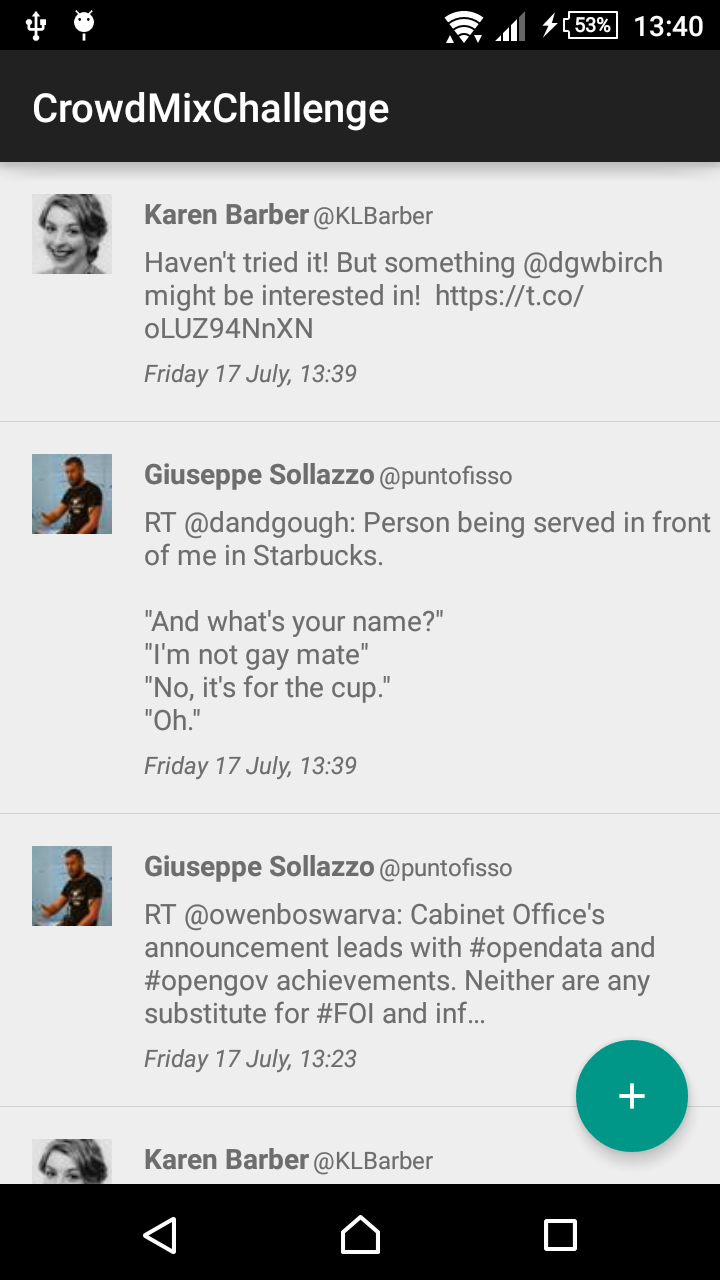 53% 13:40
CrowdMixChallenge
Karen Barber @KLBarber
Haven't tried it! But something @dgwbirch
might be interested in!  https://t.co/
oLUZ94NnXN
Friday 17 July, 13:39
Giuseppe Sollazzo @puntofisso
RT @dandgough: Person being served in front
of me in Starbucks.
"And what's your name?"
"I'm not gay mate"
"No, it's for the cup."
"Oh."
Friday 17 July, 13:39
Giuseppe Sollazzo @puntofisso
RT @owenboswarva: Cabinet Office's
announcement leads with #opendata and
#opengov achievements. Neither are any
substitute for #FOI and inf…
Friday 17 July, 13:23
+
Karen Barber @KLBarber